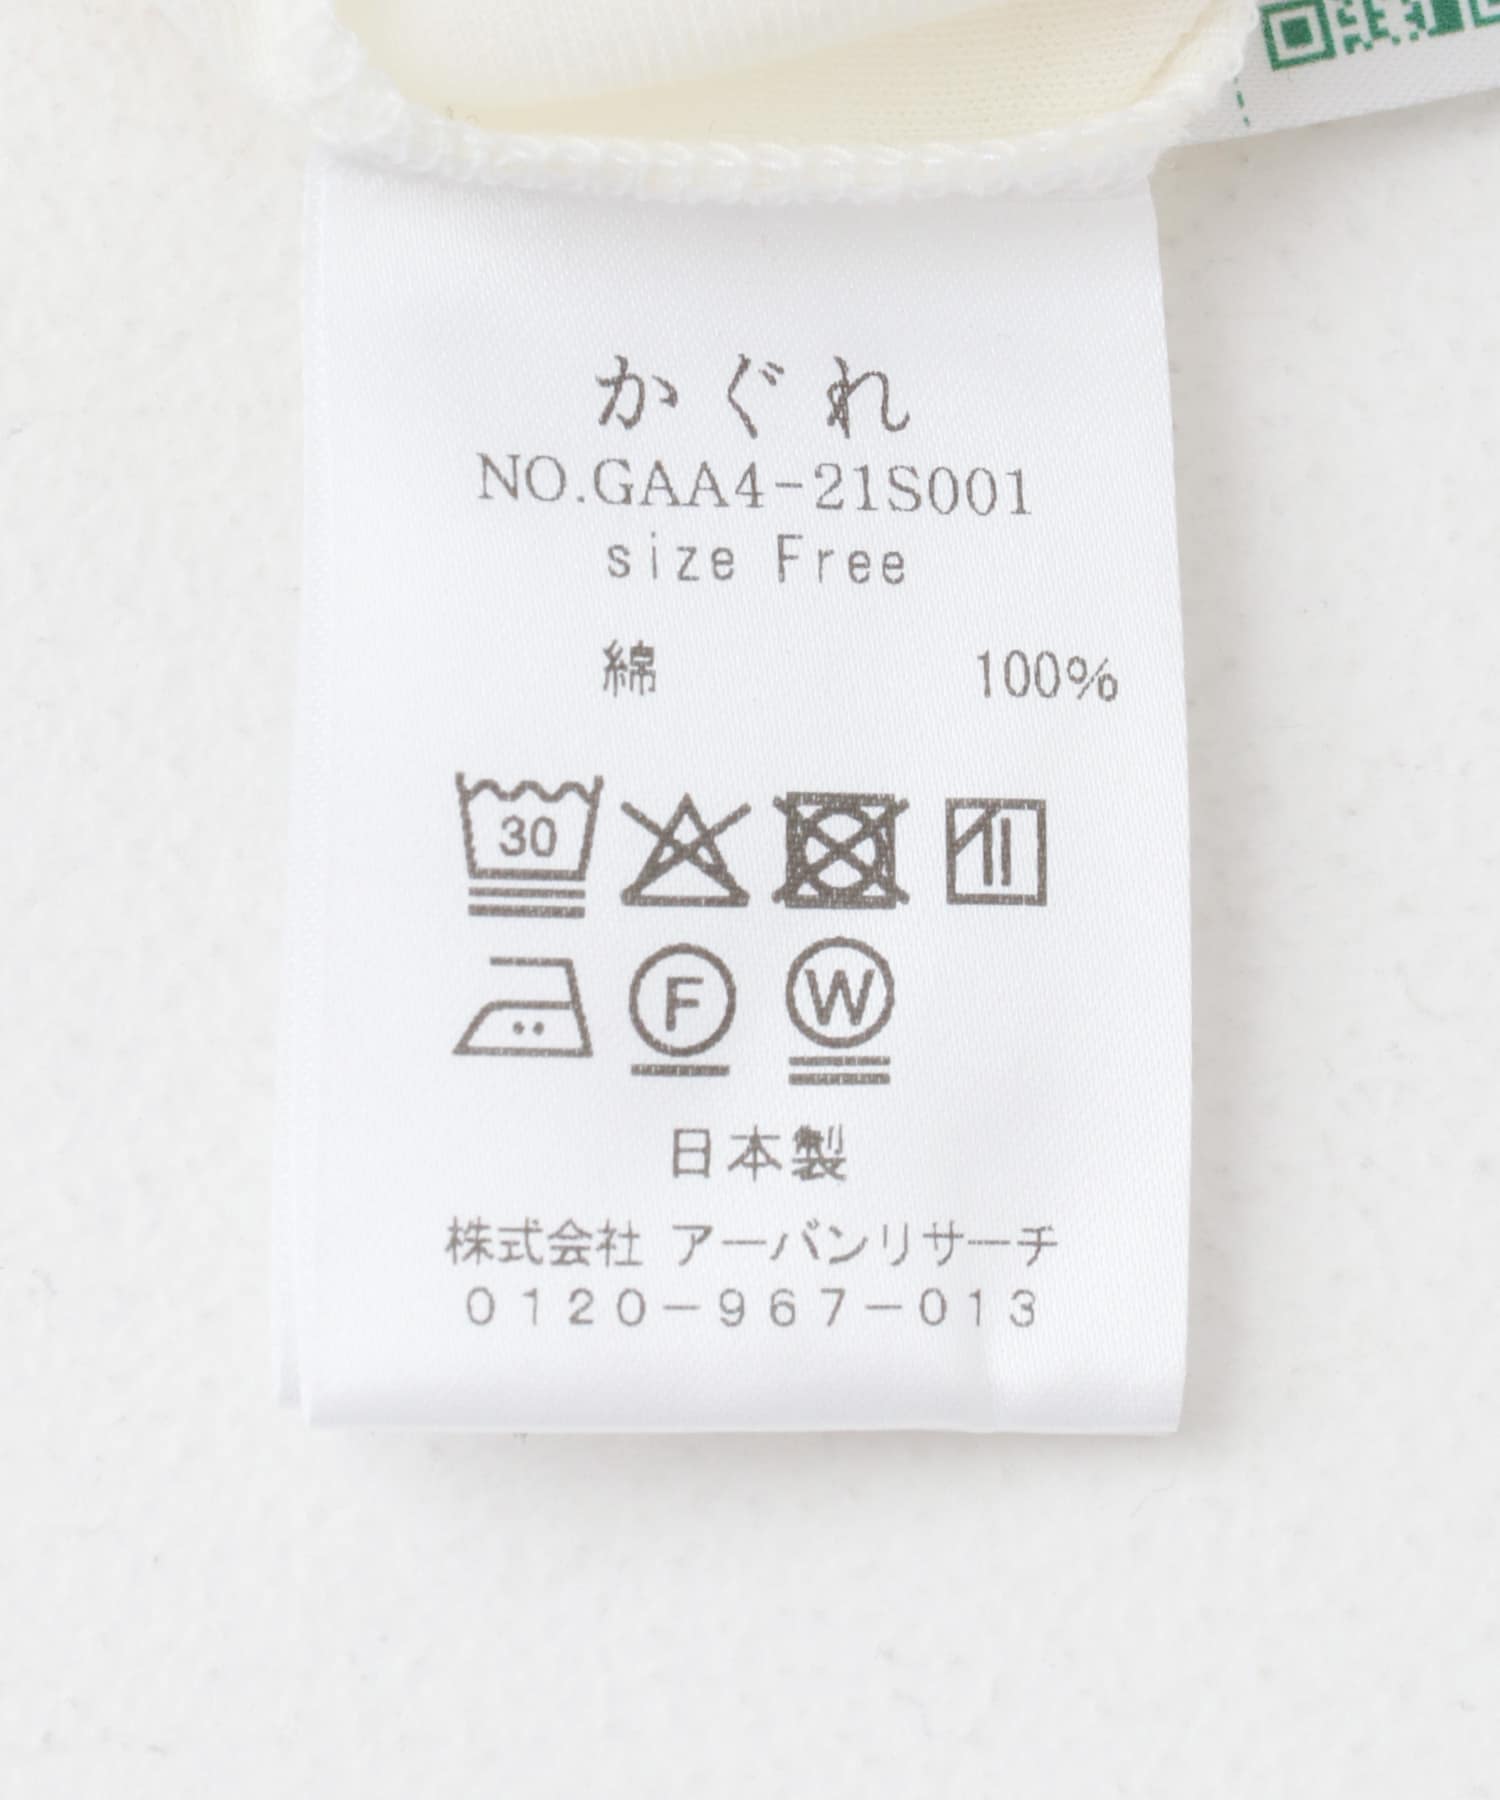 かぐれ
NO.GAA4-21S001
size Free
綿 100%
30
F W
日本製
株式会社 アーバンリサーチ
0120-967-013